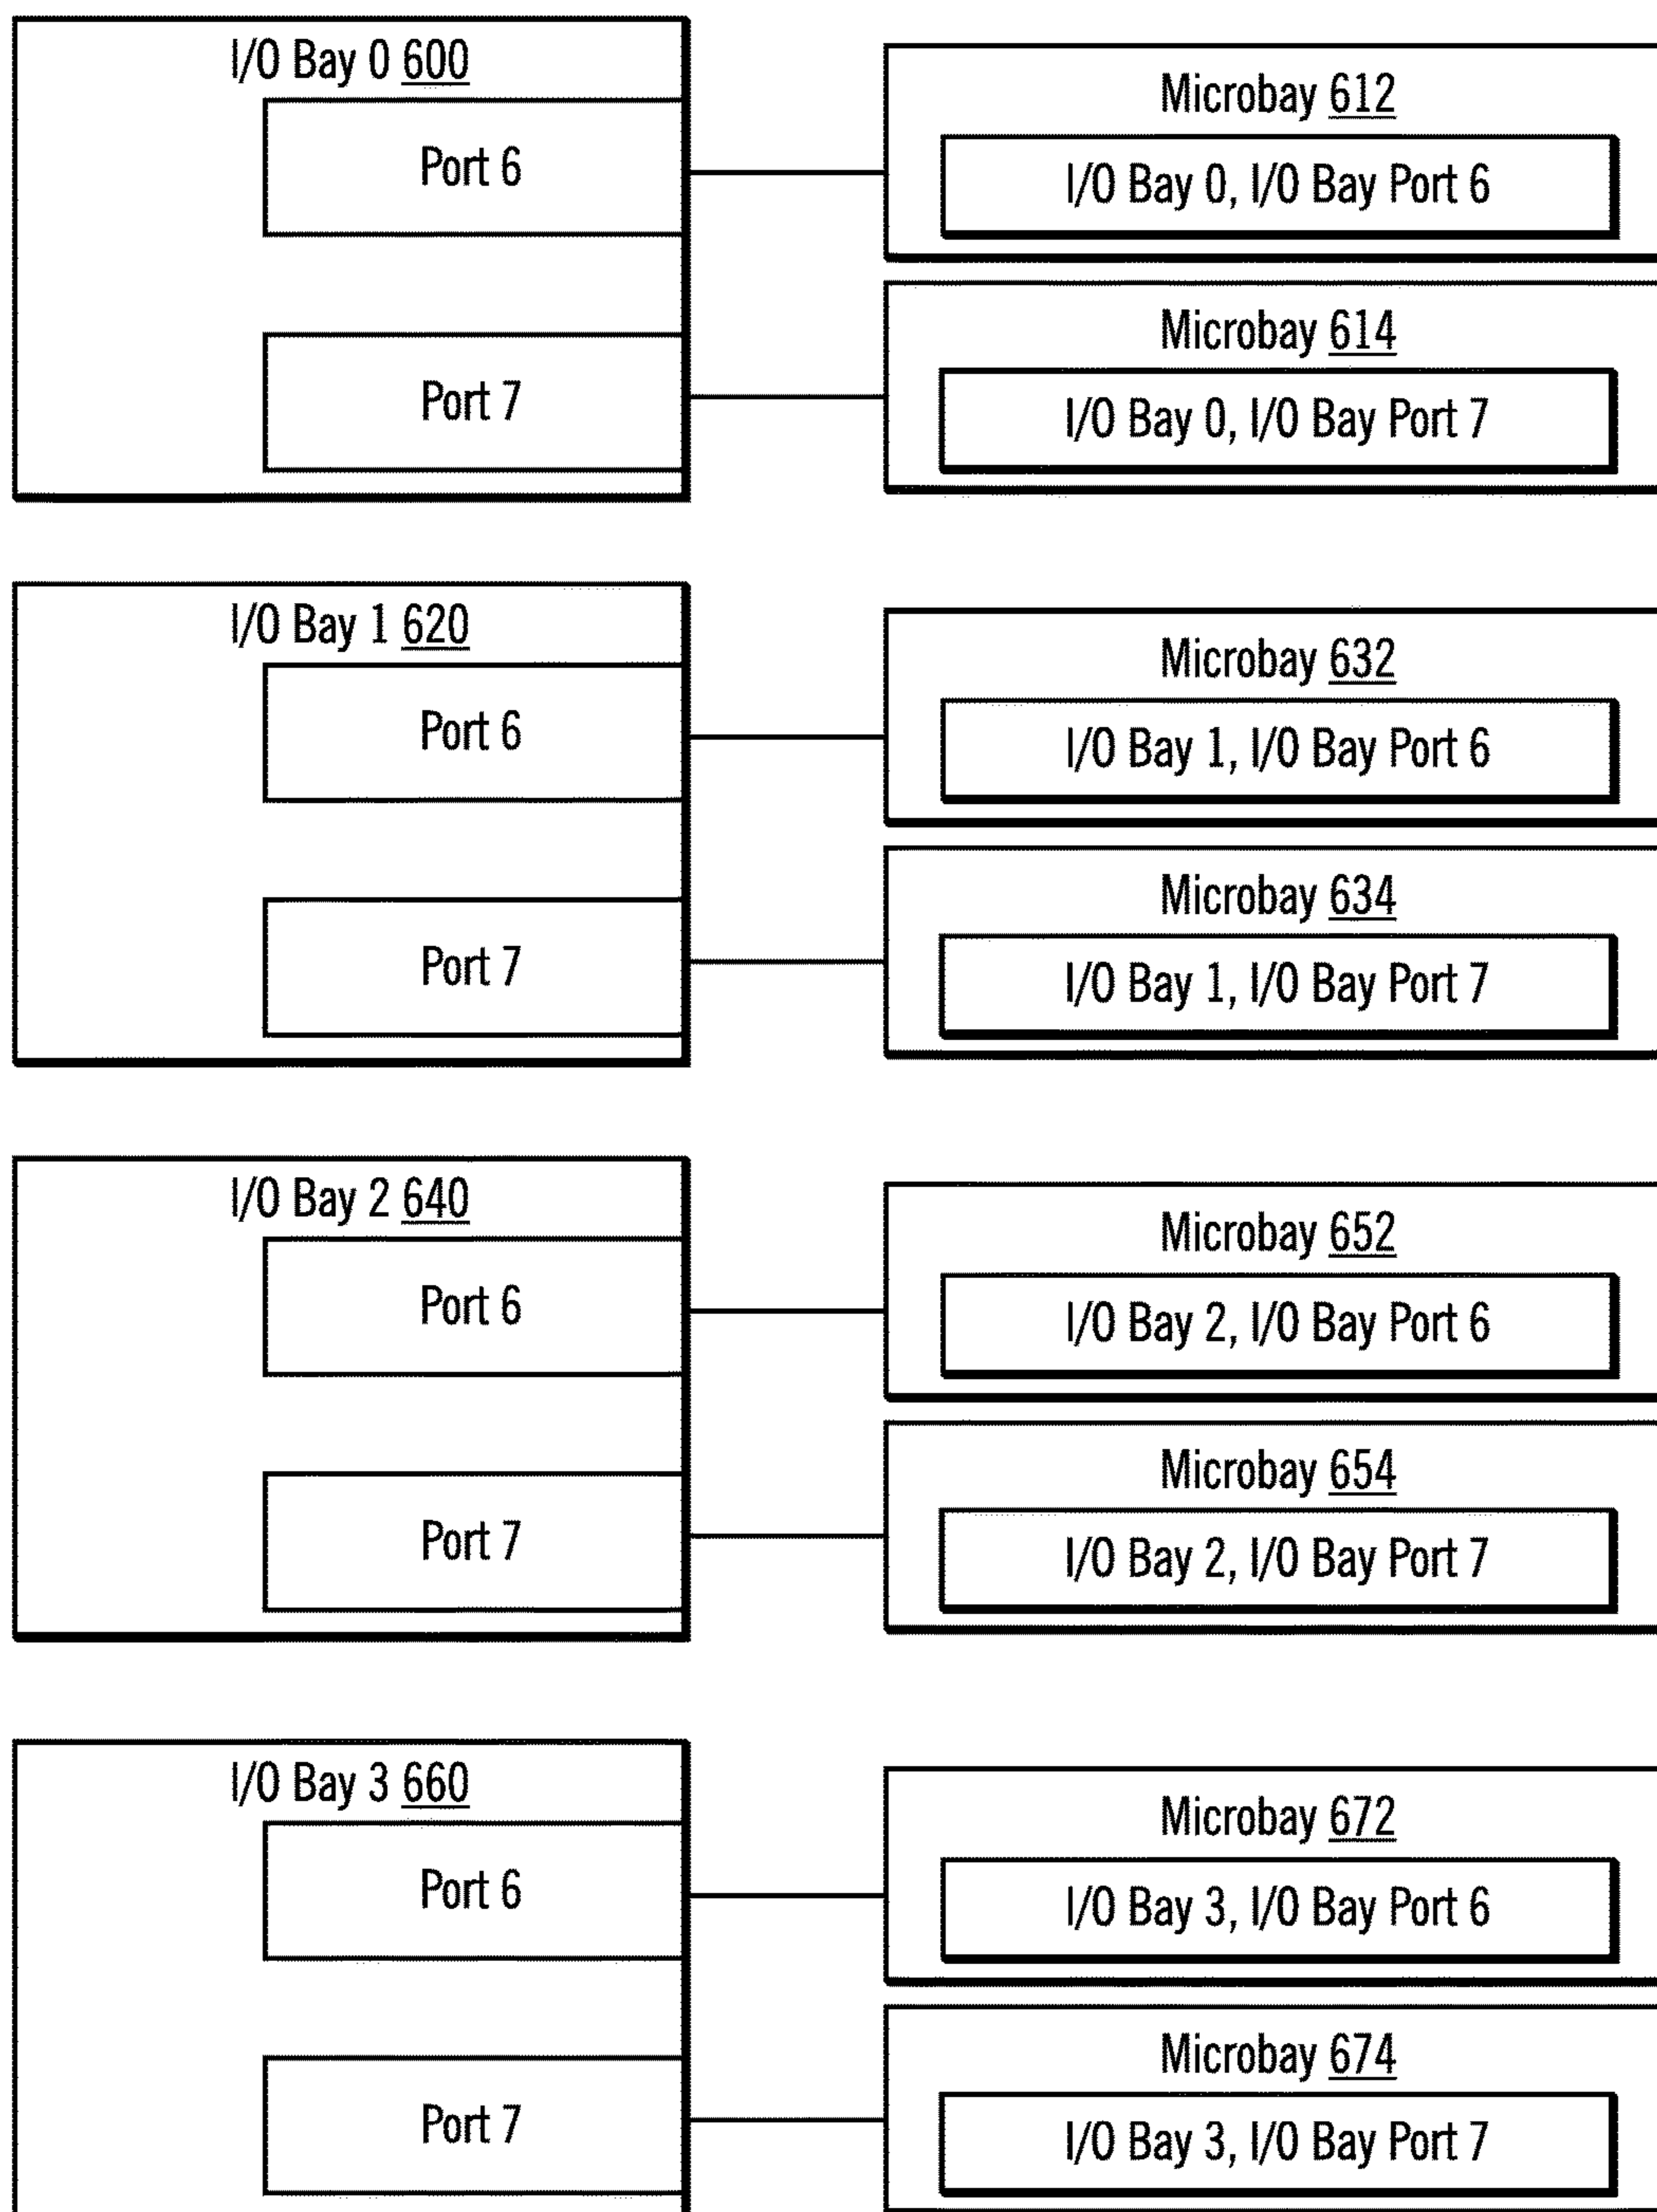 I/O Bay 0 600
Port 6
Port 7
Microbay 612
I/O Bay 0, I/O Bay Port 6
Microbay 614
I/O Bay 0, I/O Bay Port 7
I/O Bay 1 620
Port 6
Port 7
Microbay 632
I/O Bay 1, I/O Bay Port 6
Microbay 634
I/O Bay 1, I/O Bay Port 7
I/O Bay 2 640
Port 6
Port 7
Microbay 652
I/O Bay 2, I/O Bay Port 6
Microbay 654
I/O Bay 2, I/O Bay Port 7
I/O Bay 3 660
Port 6
Port 7
Microbay 672
I/O Bay 3, I/O Bay Port 6
Microbay 674
I/O Bay 3, I/O Bay Port 7